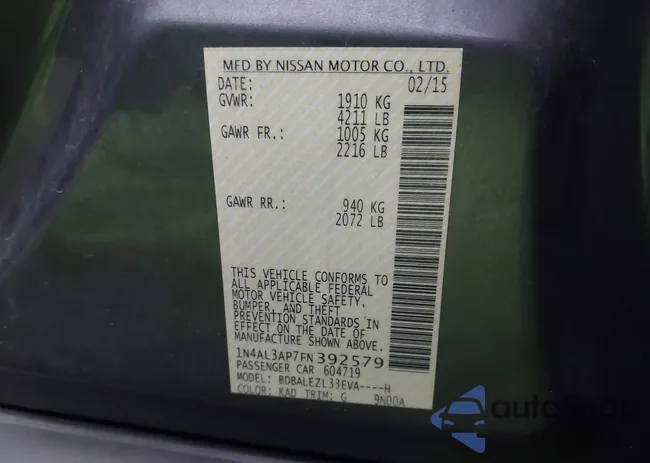 MFD BY NISSAN MOTOR CO., LTD.
DATE: 02/15
GVWR: 1910 KG
4211 LB
GAWR FR.: 1005 KG
2216 LB
GAWR RR.: 940 KG
2072 LB
THIS VEHICLE CONFORMS TO
ALL APPLICABLE FEDERAL
MOTOR VEHICLE SAFETY,
BUMPER, AND THEFT
PREVENTION STANDARDS IN
EFFECT ON THE DATE OF
MANUFACTURE SHOWN ABOVE.
1N4AL3AP7FN392579
PASSENGER CAR 604719
MODEL: BDBALEZL33EVA----H
COLOR: KAD TRIM: G 9N00A